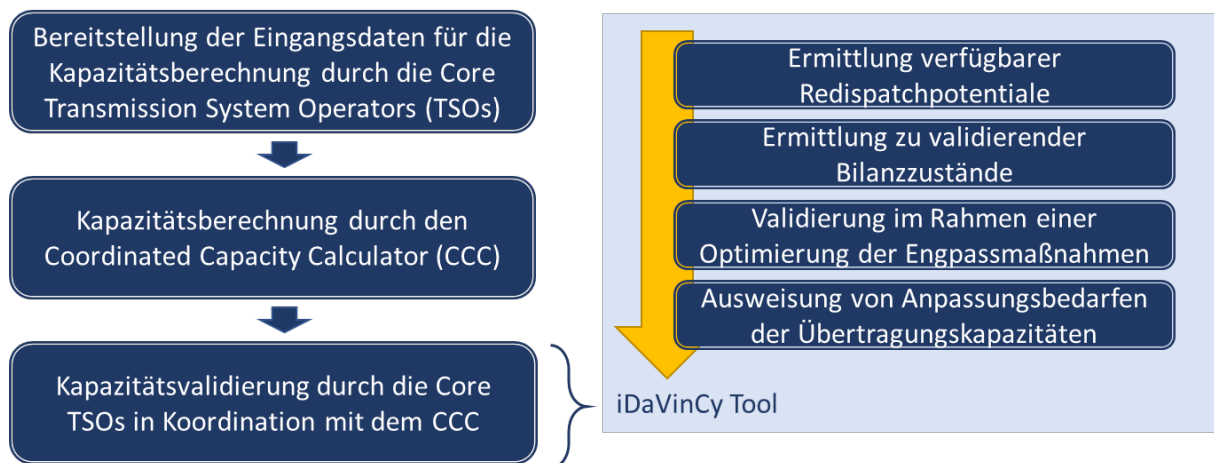 Bereitstellung der Eingangsdaten für die
Kapazitätsberechnung durch die Core
Transmission System Operators (TSOs)
Kapazitätsberechnung durch den
Coordinated Capacity Calculator (CCC)
Kapazitätsvalidierung durch die Core
TSOs in Koordination mit dem CCC
Ermittlung verfügbarer
Redispatchpotentiale
Ermittlung zu validierender
Bilanzzustände
Validierung im Rahmen einer
Optimierung der Engpassmaßnahmen
Ausweisung von Anpassungsbedarfen
der Übertragungskapazitäten
iDaVinCy Tool